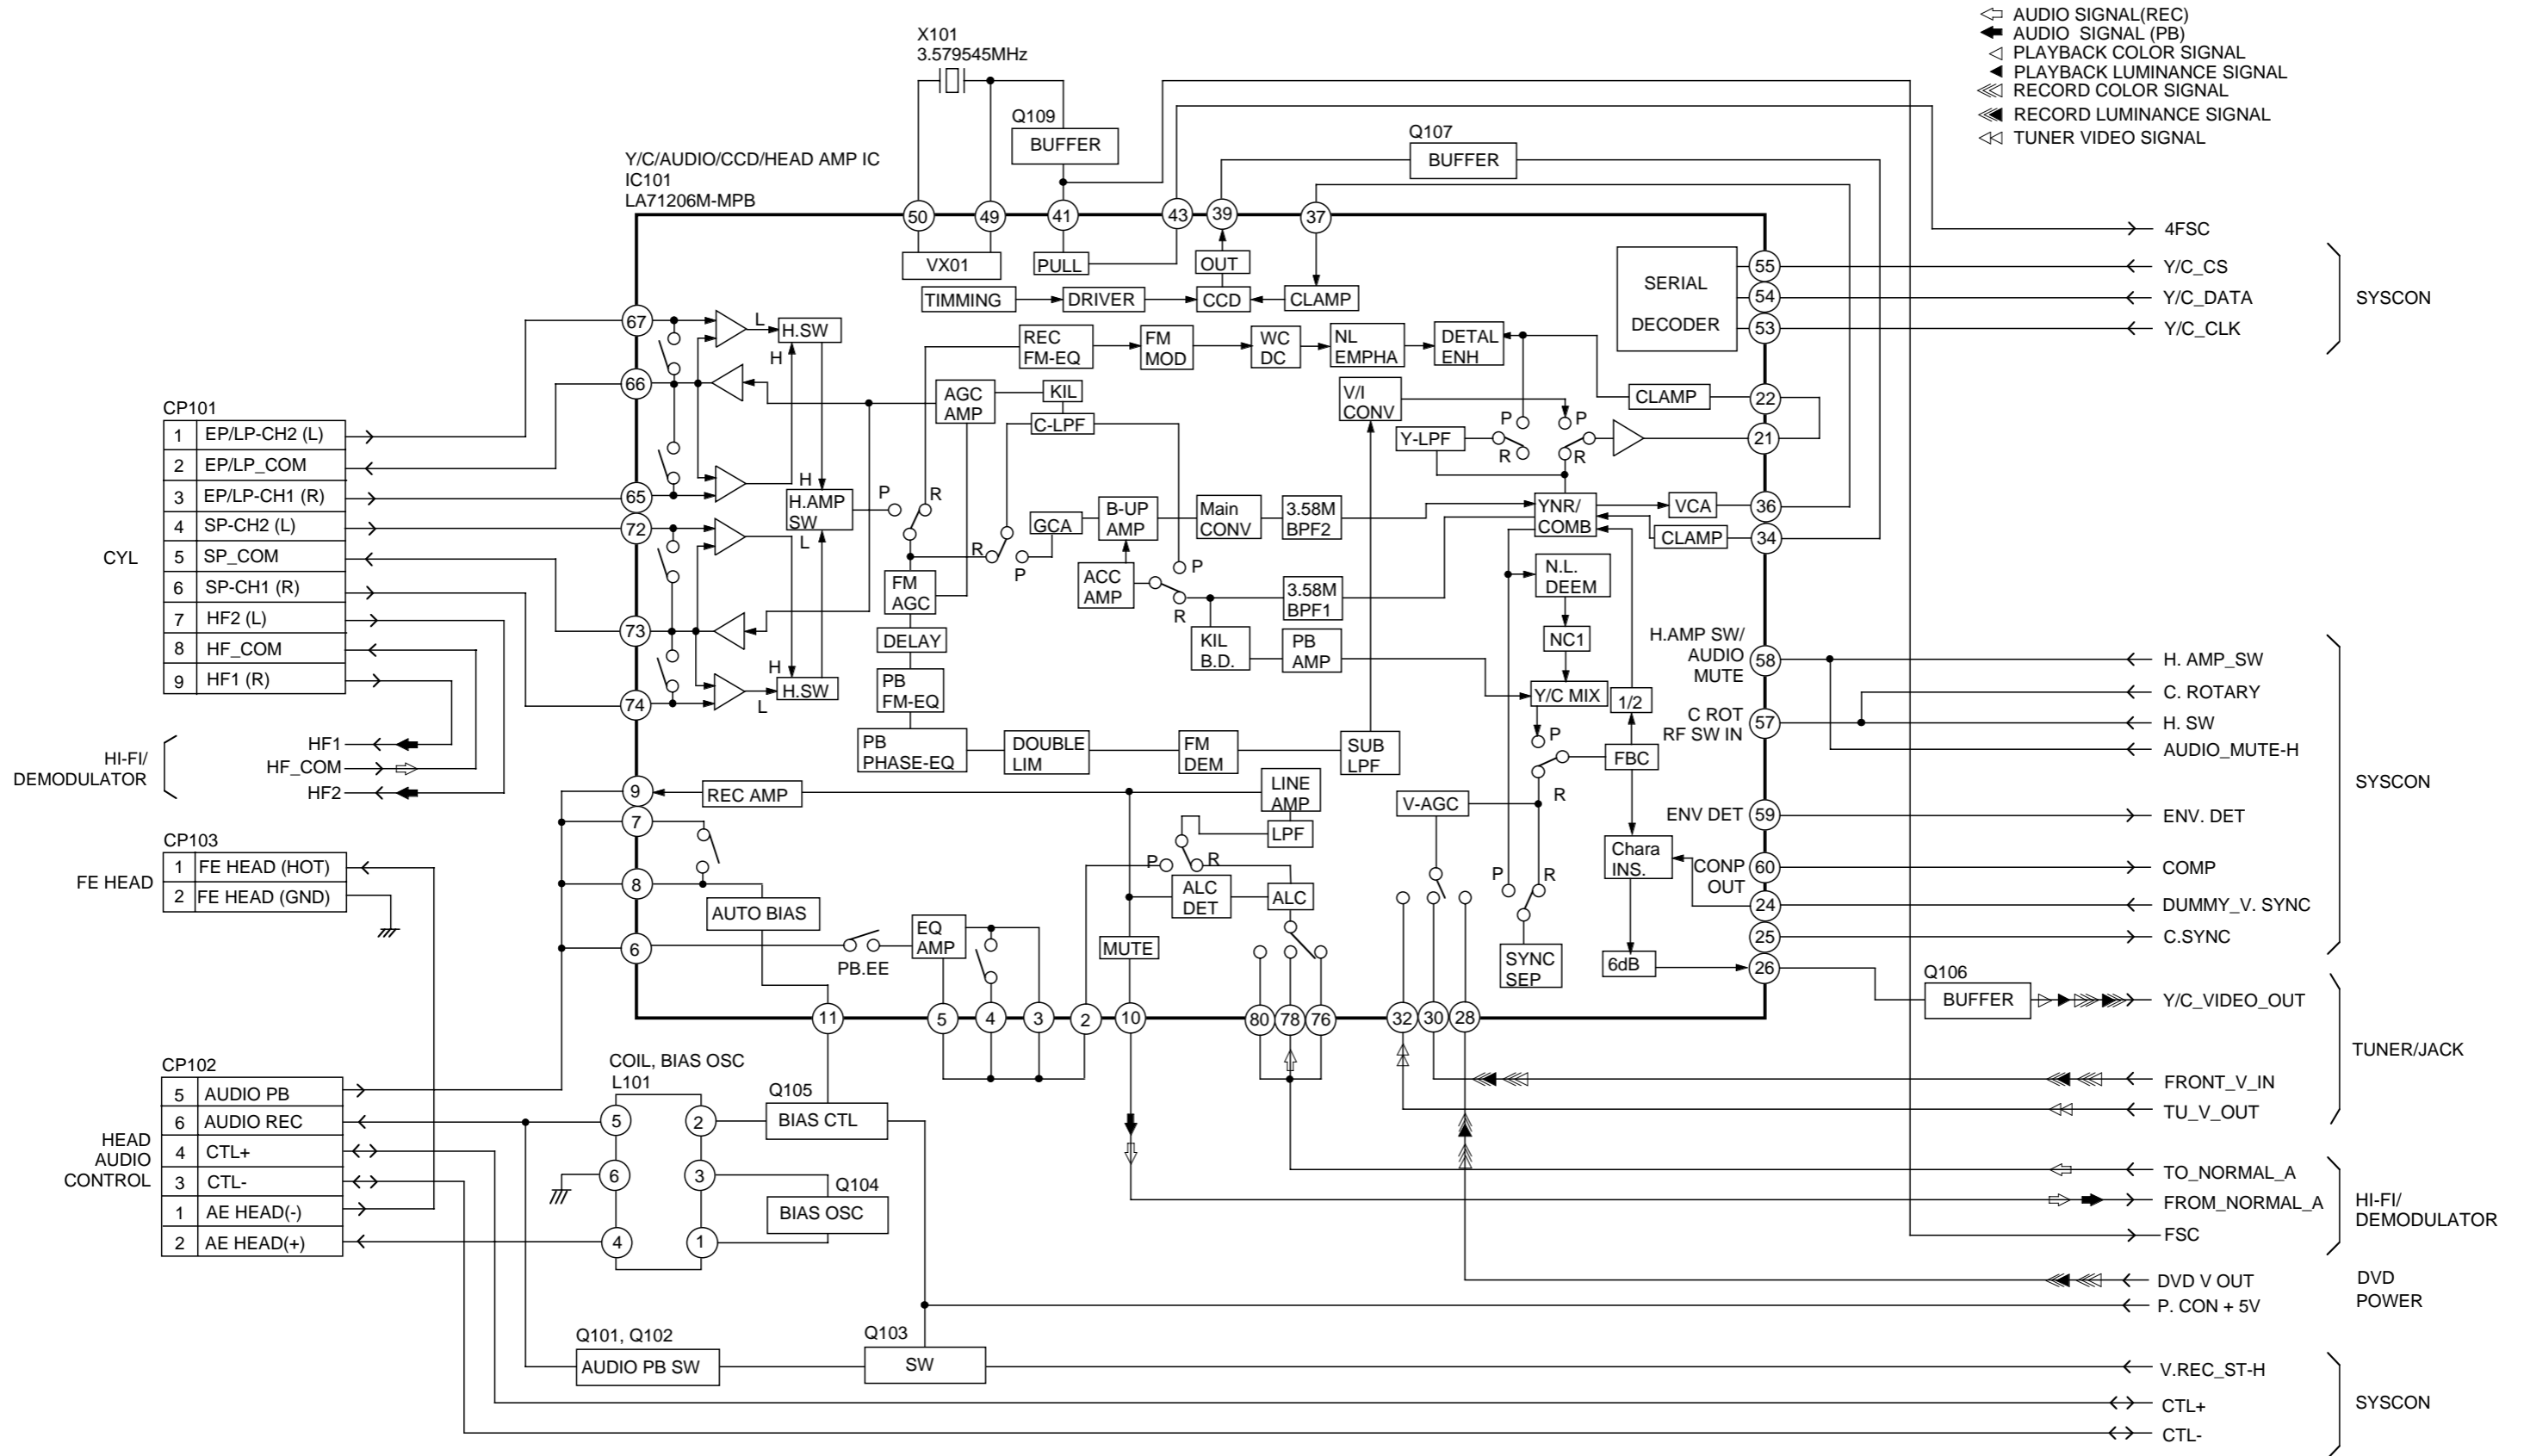 AUDIO SIGNAL(REC)
AUDIO SIGNAL (PB)
PLAYBACK COLOR SIGNAL
PLAYBACK LUMINANCE SIGNAL
RECORD COLOR SIGNAL
RECORD LUMINANCE SIGNAL
TUNER VIDEO SIGNAL
X101
3.579545MHz
Q109
BUFFER
Q107
BUFFER
Y/C/AUDIO/CCD/HEAD AMP IC
IC101
LA71206M-MPB
50
49
41
43
39
37
VX01
PULL
OUT
TIMMING
DRIVER
CCD
CLAMP
SERIAL
DECODER
55
54
53
4FSC
Y/C_CS
Y/C_DATA
Y/C_CLK
SYSCON
67
66
65
72
73
74
L
H.SW
H
H
H.AMP
SW
L
H
H.SW
L
REC
FM-EQ
FM
MOD
WC
DC
NL
EMPHA
DETAL
ENH
AGC
AMP
KIL
C-LPF
V/I
CONV
CLAMP
22
21
Y-LPF
P
R
P
R
P
R
R
P
GCA
B-UP
AMP
Main
CONV
3.58M
BPF2
YNR/
COMB
VCA
36
CLAMP
34
FM
AGC
ACC
AMP
P
R
3.58M
BPF1
N.L.
DEEM
DELAY
KIL
B.D.
PB
AMP
NC1
PB
FM-EQ
Y/C MIX
1/2
PB
PHASE-EQ
DOUBLE
LIM
FM
DEM
SUB
LPF
P
R
FBC
H.AMP SW/
AUDIO
MUTE
58
C ROT
RF SW IN
57
H. AMP_SW
C. ROTARY
H. SW
AUDIO_MUTE-H
SYSCON
ENV DET
59
ENV. DET
CONP
OUT
60
COMP
24
DUMMY_V. SYNC
25
C.SYNC
26
CP101
CYL
1 EP/LP-CH2 (L)
2 EP/LP_COM
3 EP/LP-CH1 (R)
4 SP-CH2 (L)
5 SP_COM
6 SP-CH1 (R)
7 HF2 (L)
8 HF_COM
9 HF1 (R)
HI-FI/
DEMODULATOR
HF1
HF_COM
HF2
CP103
FE HEAD
1 FE HEAD (HOT)
2 FE HEAD (GND)
9
7
8
6
REC AMP
LINE
AMP
LPF
P
R
ALC
DET
ALC
AUTO BIAS
PB.EE
EQ
AMP
MUTE
V-AGC
P
R
SYNC
SEP
Chara
INS.
6dB
11
5
4
3
2
10
80
78
76
32
30
28
Q106
BUFFER
Y/C_VIDEO_OUT
TUNER/JACK
FRONT_V_IN
TU_V_OUT
CP102
HEAD
AUDIO
CONTROL
5 AUDIO PB
6 AUDIO REC
4 CTL+
3 CTL-
1 AE HEAD(-)
2 AE HEAD(+)
COIL, BIAS OSC
L101
5
2
6
3
4
1
Q105
BIAS CTL
Q104
BIAS OSC
TO_NORMAL_A
FROM_NORMAL_A
FSC
HI-FI/
DEMODULATOR
DVD V OUT
DVD
P. CON + 5V
POWER
Q101, Q102
AUDIO PB SW
Q103
SW
V.REC_ST-H
CTL+
CTL-
SYSCON